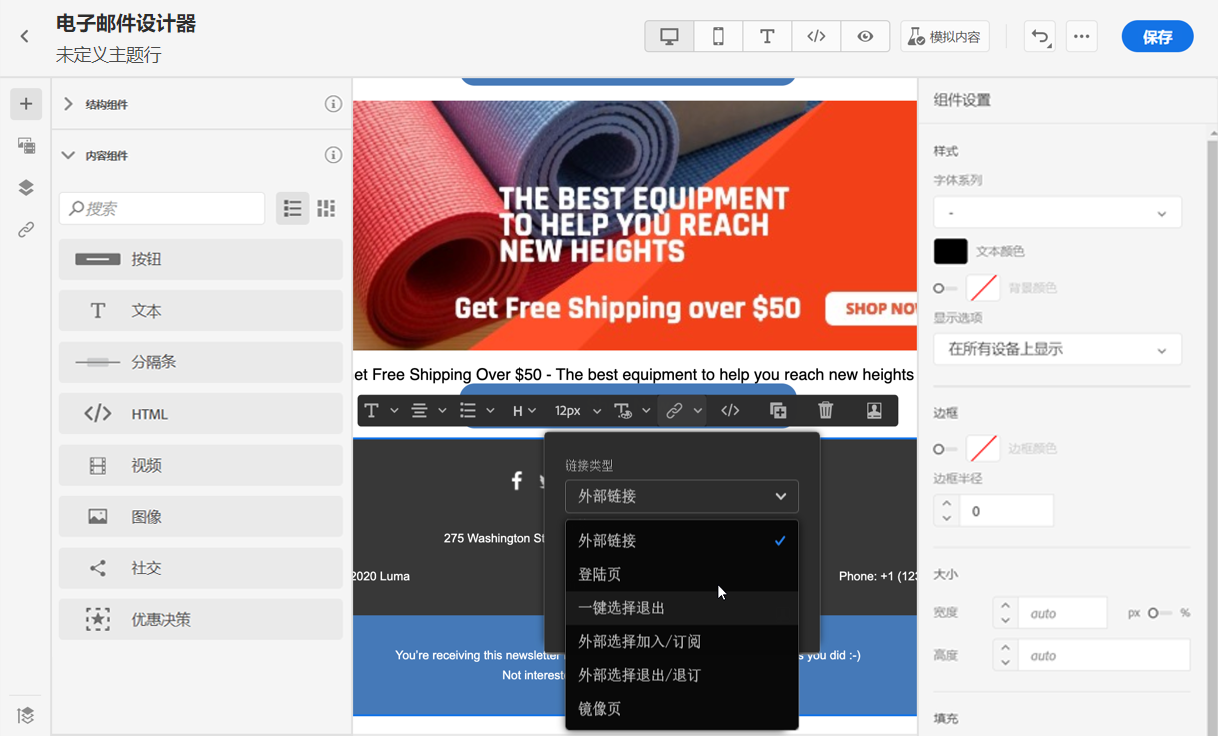 电子邮件设计器
未定义主题行
模拟内容
保存
结构组件
内容组件
搜索
按钮
文本
分隔条
HTML
视频
图像
社交
优惠决策
THE BEST EQUIPMENT
TO HELP YOU REACH
NEW HEIGHTS
Get Free Shipping over $50
SHOP NO
et Free Shipping Over $50 - The best equipment to help you reach new heights
H
12px
链接类型
外部链接
外部链接
登陆页
一键选择退出
外部选择加入/订阅
外部选择退出/退订
镜像页
275 Washington St
2020 Luma
Phone: +1 (123
You're receiving this newsletter
s you did :-)
Not interest
组件设置
样式
字体系列
-
文本颜色
背景颜色
显示选项
在所有设备上显示
边框
边框颜色
边框半径
0
大小
宽度
auto
px
%
高度
auto
填充